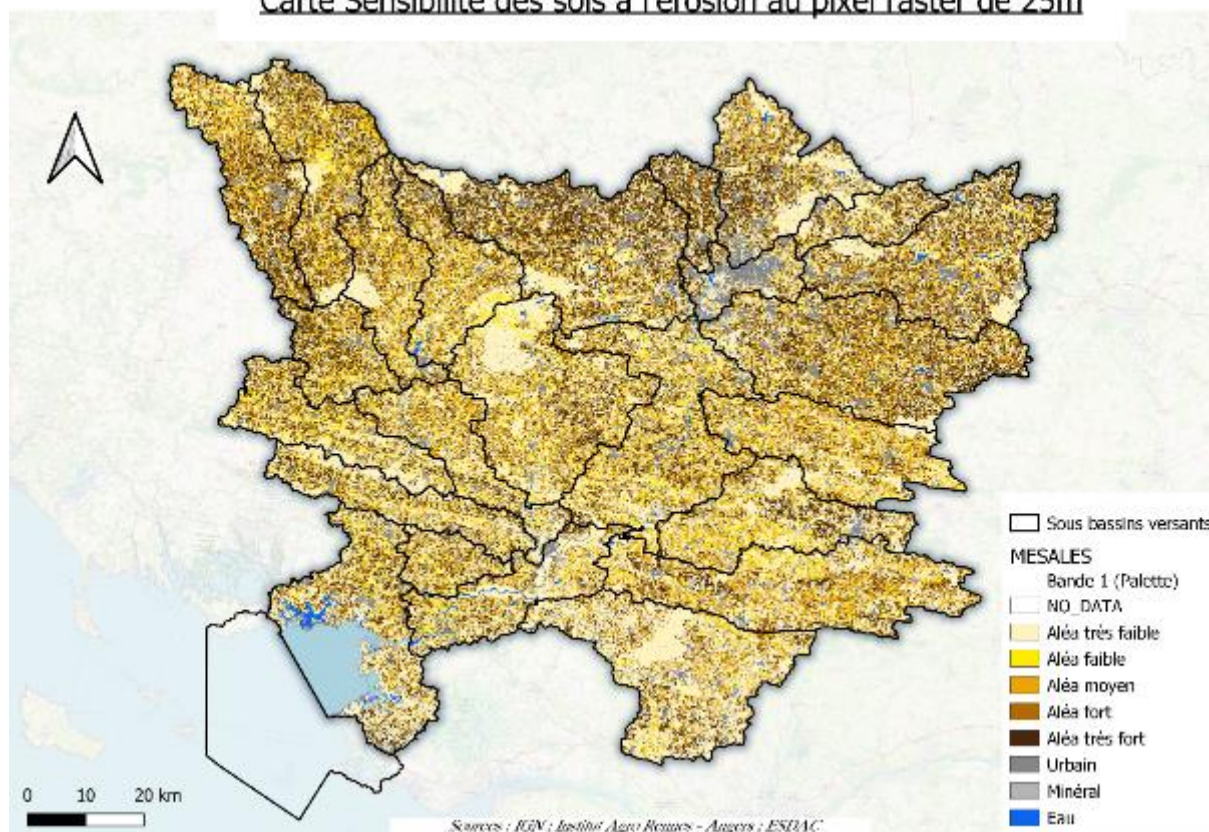 Carte Sensibilité des sols à l'érosion au pixel raster de 25m
Sous bassins versants
MESALES
Bande 1 (Palette)
NO_DATA
Aléa très faible
Aléa faible
Aléa moyen
Aléa fort
Aléa très fort
Urbain
Minéral
Eau
0 10 20 km
Sources : IGN ; Institut Agro Rennes - Angers ; ESDAC